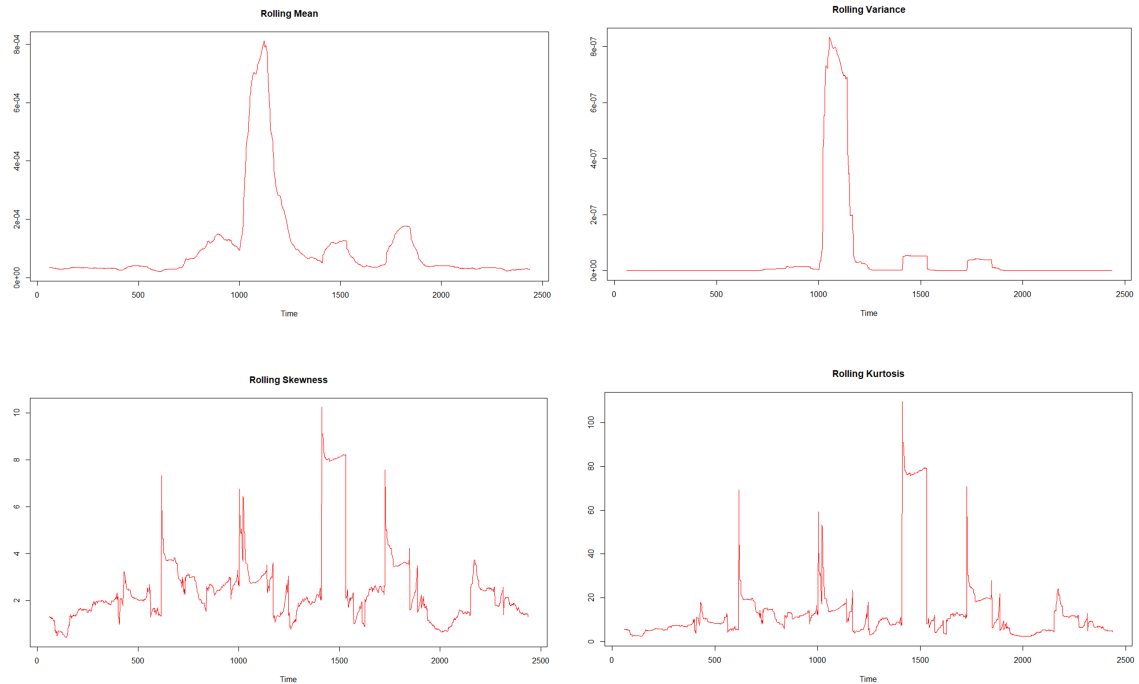 Rolling Mean
8e-04
6e-04
4e-04
2e-04
0e+00
0 500 1000 1500 2000 2500
Time
Rolling Variance
8e-07
6e-07
4e-07
2e-07
0e+00
0 500 1000 1500 2000 2500
Time
Rolling Skewness
10
8
6
4
2
0 500 1000 1500 2000 2500
Time
Rolling Kurtosis
100
80
60
40
20
0
0 500 1000 1500 2000 2500
Time